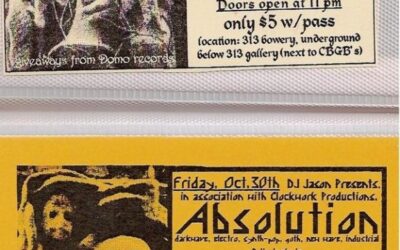 Doors open at 11 pm
only $5 w/pass
location: 313 Bowery, underground
below 313 gallery (next to CBGB's)
giveaways from Domo records
Friday, Oct. 30th DJ Jason Presents,
in association with Clockwork Productions,
Absolution
darkwave, electro, synth-pop, goth, new wave, industrial